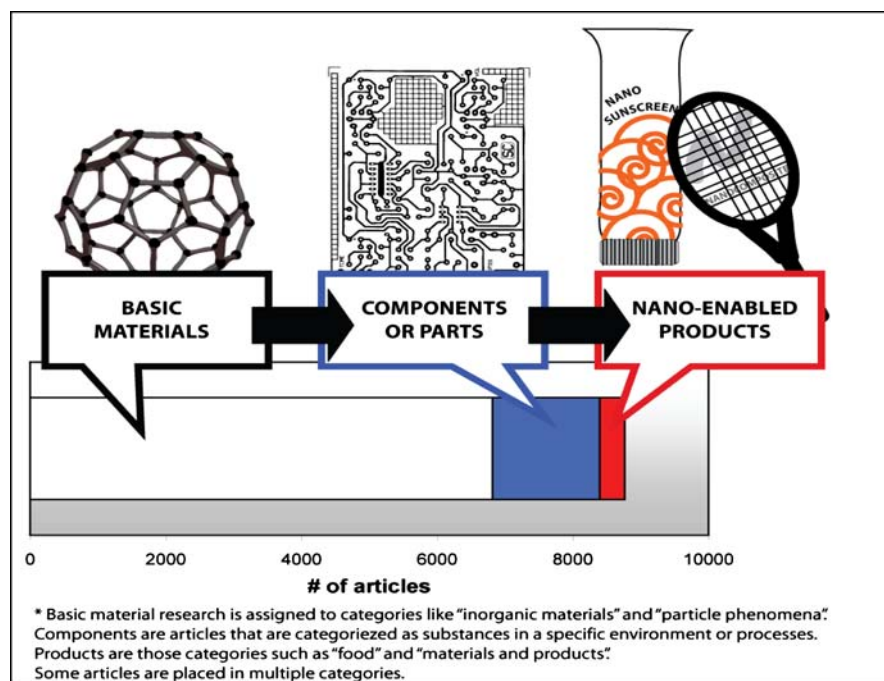 NANO
SUNSCREEN
NANOCOMPOSITE
BASIC
MATERIALS
COMPONENTS
OR PARTS
NANO-ENABLED
PRODUCTS
0 2000 4000 6000 8000 10000
# of articles
* Basic material research is assigned to categories like “inorganic materials” and “particle phenomena”.
Components are articles that are categoriezed as substances in a specific environment or processes.
Products are those categories such as “food” and “materials and products”.
Some articles are placed in multiple categories.